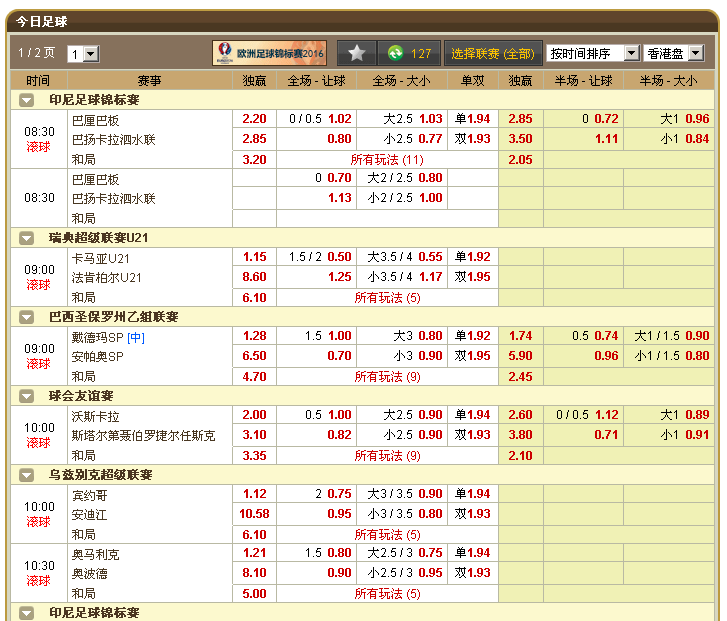 今日足球
1 / 2 页 1 欧洲足球锦标赛2016 127 选择联赛 (全部) 按时间排序 香港盘
时间 赛事 独赢 全场 - 让球 全场 - 大小 单双 独赢 半场 - 让球 半场 - 大小
印尼足球锦标赛
08:30 滚球
巴厘巴板 2.20 0 / 0.5 1.02 大2.5 1.03 单1.94 2.85 0 0.72 大1 0.96
巴扬卡拉泗水联 2.85 0.80 小2.5 0.77 双1.93 3.50 1.11 小1 0.84
和局 3.20 所有玩法 (11) 2.05
08:30
巴厘巴板 0 0.70 大2 / 2.5 0.80
巴扬卡拉泗水联 1.13 小2 / 2.5 1.00
和局
瑞典超级联赛U21
09:00 滚球
卡马亚U21 1.15 1.5 / 2 0.50 大3.5 / 4 0.55 单1.92
法肯柏尔U21 8.60 1.25 小3.5 / 4 1.17 双1.95
和局 6.10 所有玩法 (5)
巴西圣保罗州乙組联赛
09:00 滚球
戴德玛SP [中] 1.28 1.5 1.00 大3 0.80 单1.92 1.74 0.5 0.74 大1 / 1.5 0.90
安帕奥SP 6.50 0.70 小3 0.90 双1.95 5.90 0.96 小1 / 1.5 0.80
和局 4.70 所有玩法 (9) 2.45
球会友谊赛
10:00 滚球
沃斯卡拉 2.00 0.5 1.00 大2.5 0.90 单1.94 2.60 0 / 0.5 1.12 大1 0.89
斯塔尔第聂伯罗捷尔任斯克 3.10 0.82 小2.5 0.90 双1.93 3.80 0.71 小1 0.91
和局 3.35 所有玩法 (9) 2.10
乌兹别克超级联赛
10:00 滚球
宾约哥 1.12 2 0.75 大3 / 3.5 0.90 单1.94
安迪江 10.58 0.95 小3 / 3.5 0.80 双1.93
和局 6.10 所有玩法 (5)
10:30 滚球
奥马利克 1.21 1.5 0.80 大2.5 / 3 0.75 单1.94
奥波德 8.10 0.90 小2.5 / 3 0.95 双1.93
和局 5.00 所有玩法 (5)
印尼足球锦标赛